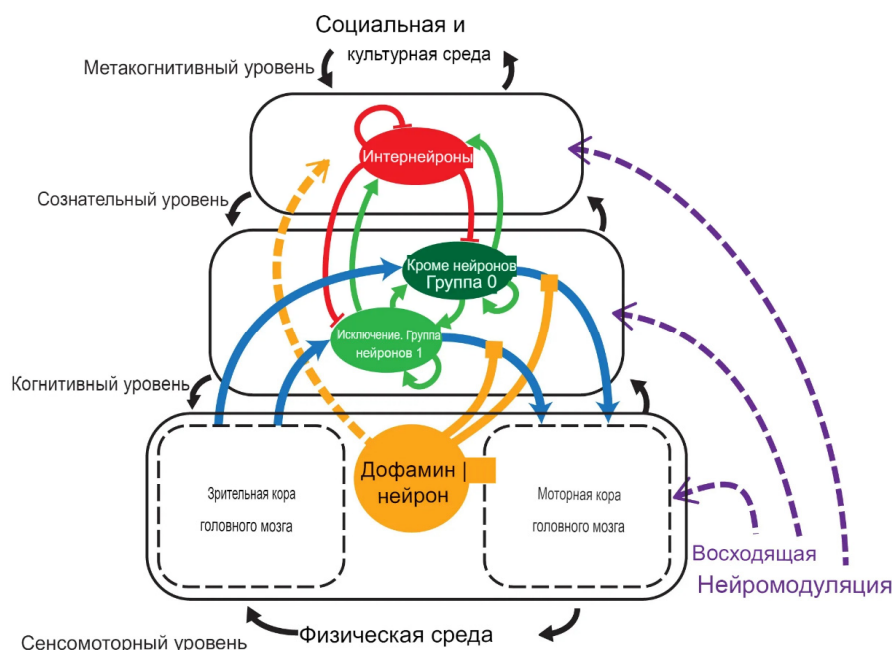 Социальная и
культурная среда
Метакогнитивный уровень
Интернейроны
Сознательный уровень
Кроме нейронов
Группа 0
Исключение. Группа
нейронов 1
Когнитивный уровень
Дофамин |
нейрон
Зрительная кора
головного мозга
Моторная кора
головного мозга
Восходящая
Нейромодуляция
Физическая среда
Сенсомоторный уровень